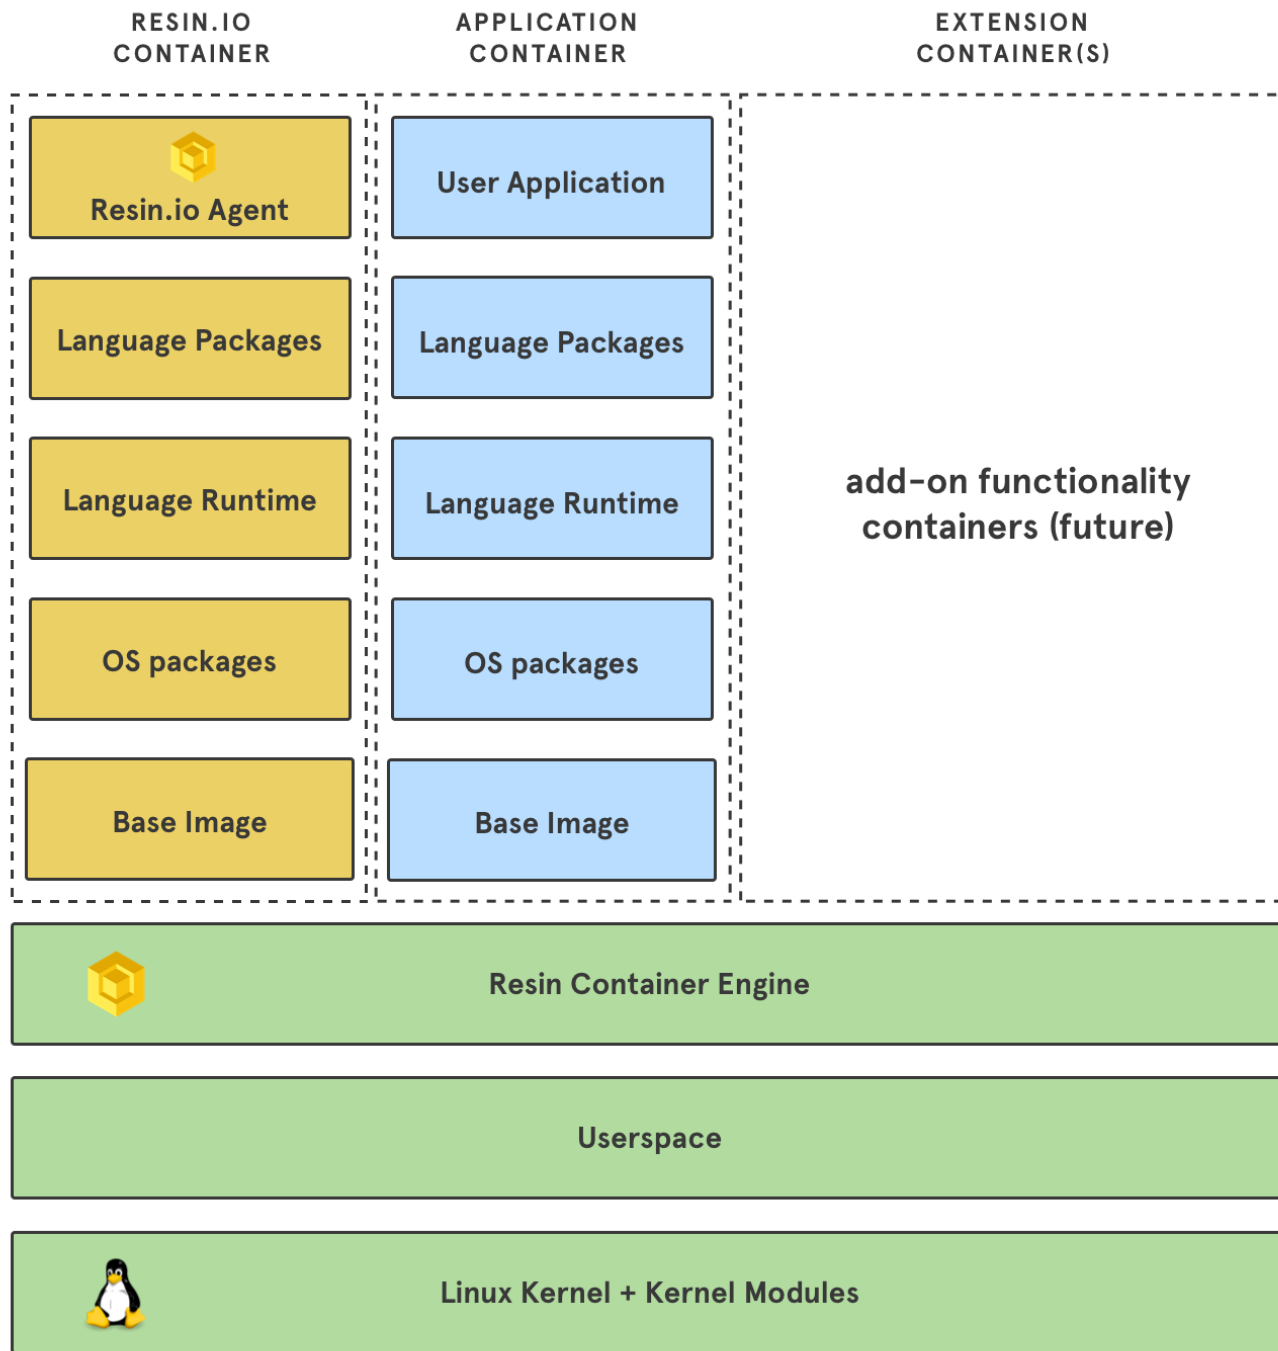 RESIN.IO
CONTAINER
APPLICATION
CONTAINER
EXTENSION
CONTAINER(S)
Resin.io Agent
Language Packages
Language Runtime
OS packages
Base Image
User Application
Language Packages
Language Runtime
OS packages
Base Image
add-on functionality
containers (future)
Resin Container Engine
Userspace
Linux Kernel + Kernel Modules